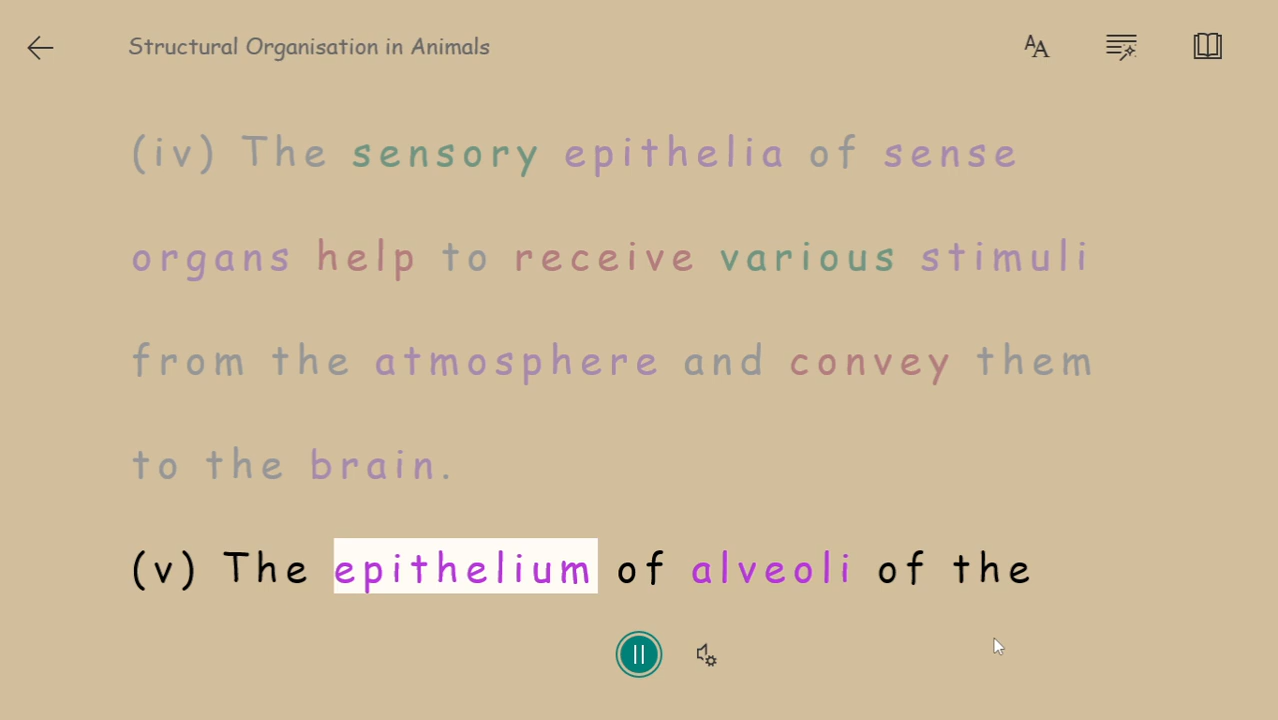 Structural Organisation in Animals
(iv) The sensory epithelia of sense
organs help to receive various stimuli
from the atmosphere and convey them
to the brain.
(v) The epithelium of alveoli of the